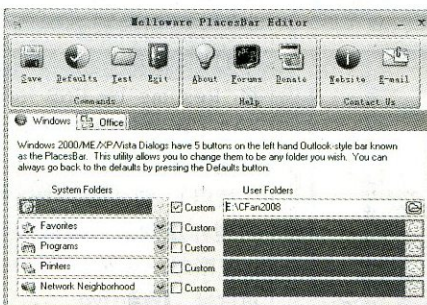 Melloware PlacesBar Editor
Save Defaults Test Exit About Forums Donate Website E-mail
Commands Help Contact Us
Windows Office
Windows 2000/ME/XP/Vista Dialogs have 5 buttons on the left hand Outlook-style bar known
as the PlacesBar. This utility allows you to change them to be any folder you wish. You can
always go back to the defaults by pressing the Defaults button.
System Folders User Folders
Custom E:\CFan2008
Favorites Custom
Programs Custom
Printers Custom
Network Neighborhood Custom